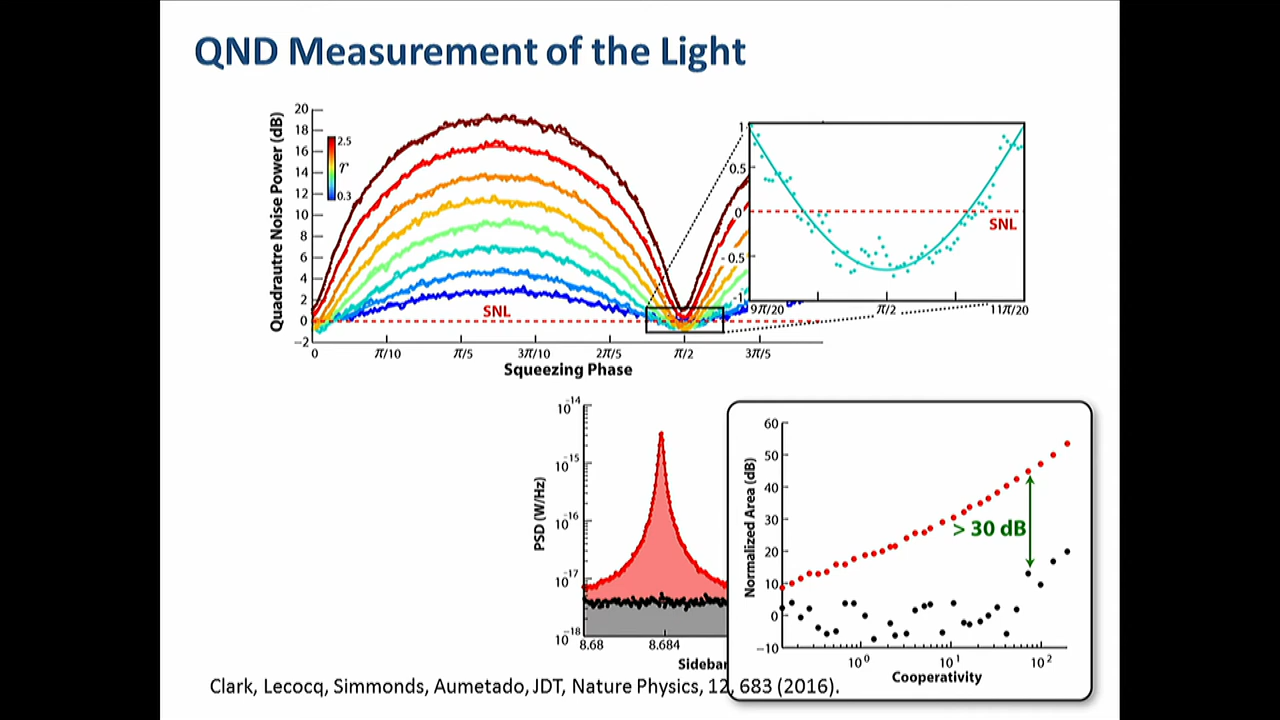 QND Measurement of the Light
Quadrautre Noise Power (dB)
20
18
16
14
12
10
8
6
4
2
0
−2
2.5
0.3
SNL
0
π/10
π/5
3π/10
2π/5
π/2
3π/5
Squeezing Phase
1
0.5
0
-0.5
-1
SNL
9π/20
π/2
11π/20
PSD (W/Hz)
10-14
10-15
10-16
10-17
10-18
8.68
8.684
Sideba
Normalized Area (dB)
60
50
40
30
20
10
0
−10
> 30 dB
10^0
10^1
10^2
Cooperativity
Clark, Lecocq, Simmonds, Aumetado, JDT, Nature Physics, 12, 683 (2016).